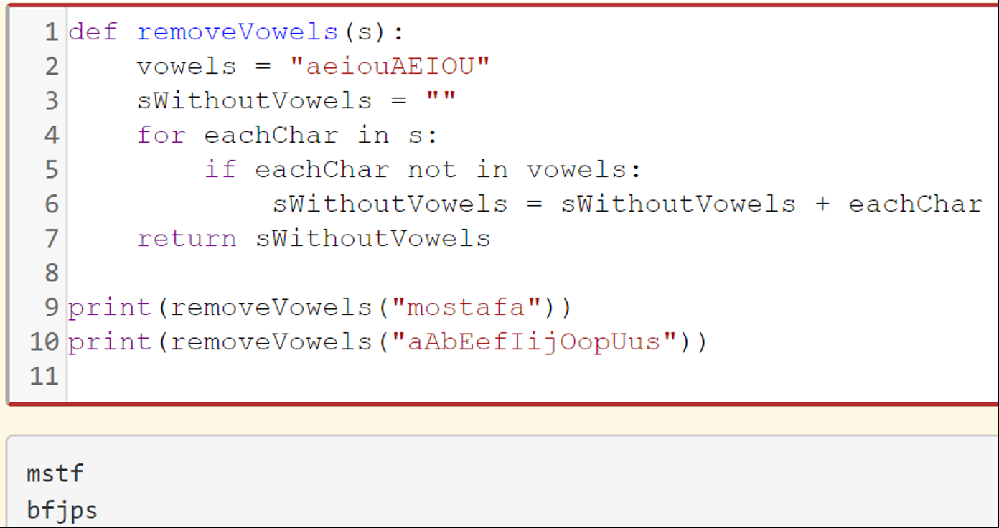 1 def removeVowels(s):
2     vowels = "aeiouAEIOU"
3     sWithoutVowels = ""
4     for eachChar in s:
5         if eachChar not in vowels:
6             sWithoutVowels = sWithoutVowels + eachChar
7     return sWithoutVowels
8
9 print(removeVowels("mostafa"))
10 print(removeVowels("aAbEefIijOopUus"))
11
mstf
bfjps